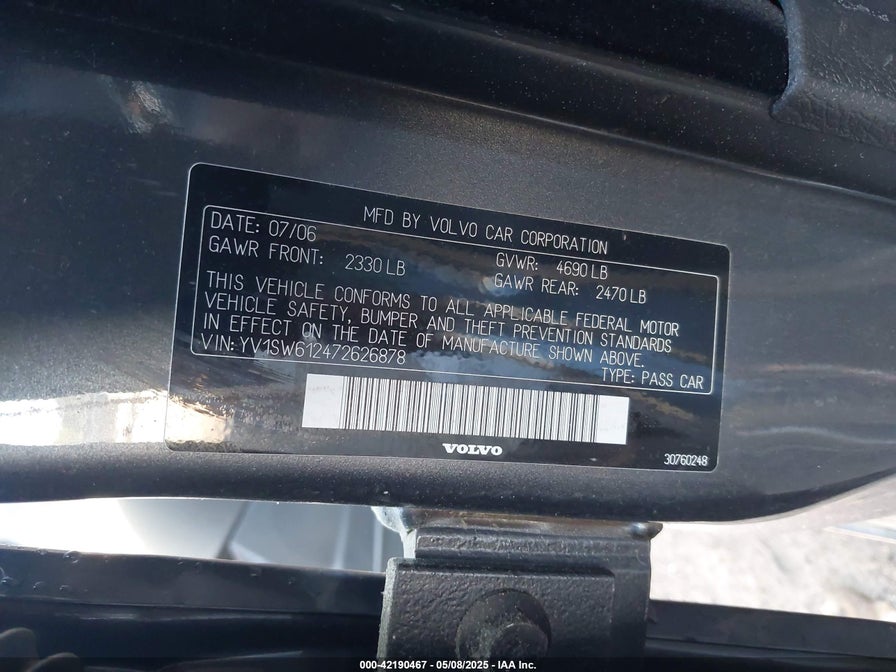 MFD BY VOLVO CAR CORPORATION
DATE: 07/06 GVWR: 4690 LB
GAWR FRONT: 2330 LB GAWR REAR: 2470 LB
THIS VEHICLE CONFORMS TO ALL APPLICABLE FEDERAL MOTOR
VEHICLE SAFETY, BUMPER AND THEFT PREVENTION STANDARDS
IN EFFECT ON THE DATE OF MANUFACTURE SHOWN ABOVE.
VIN: YV1SW612472626878
TYPE: PASS CAR
VOLVO
30760248
000-42190467 - 05/08/2025 - IAA Inc.